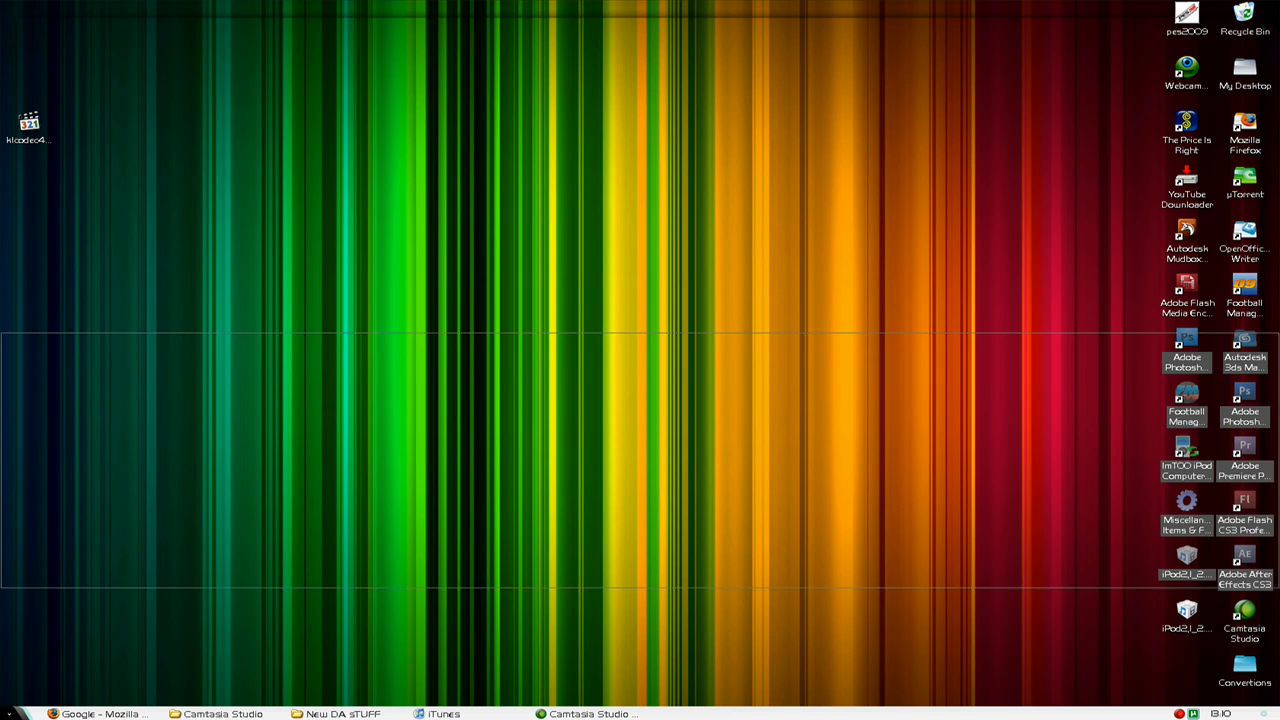 pes2009
Recycle Bin
Webcam...
My Desktop
klcodec4...
The Price Is
Right
Mozilla
Firefox
YouTube
Downloader
µTorrent
Autodesk
Mudbox...
OpenOffic...
Writer
Adobe Flash
Media Enc...
Football
Manag...
Adobe
Photosh...
Autodesk
3ds Ma...
Football
Manag...
Adobe
Photosh...
ImTOO iPod
Computer...
Adobe
Premiere P...
Miscellan...
Items & F...
Adobe Flash
CS3 Profe...
iPod2,1_2....
Adobe After
Effects CS3
iPod2,1_2....
Camtasia
Studio
Convertions
Google - Mozilla ...
Camtasia Studio
New DA sTUFF
iTunes
Camtasia Studio ...
13:10